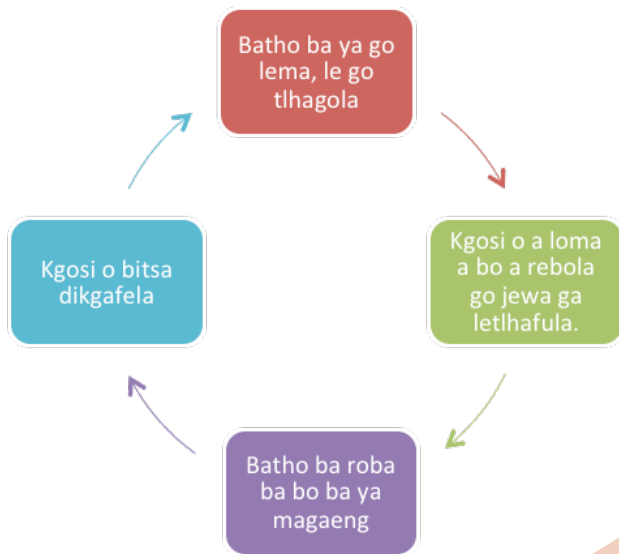 Batho ba ya go
lema, le go
tlhagola
Kgosi o a loma
a bo a rebola
go jewa ga
letlhafula.
Batho ba roba
ba bo ba ya
magaeng
Kgosi o bitsa
dikgafela